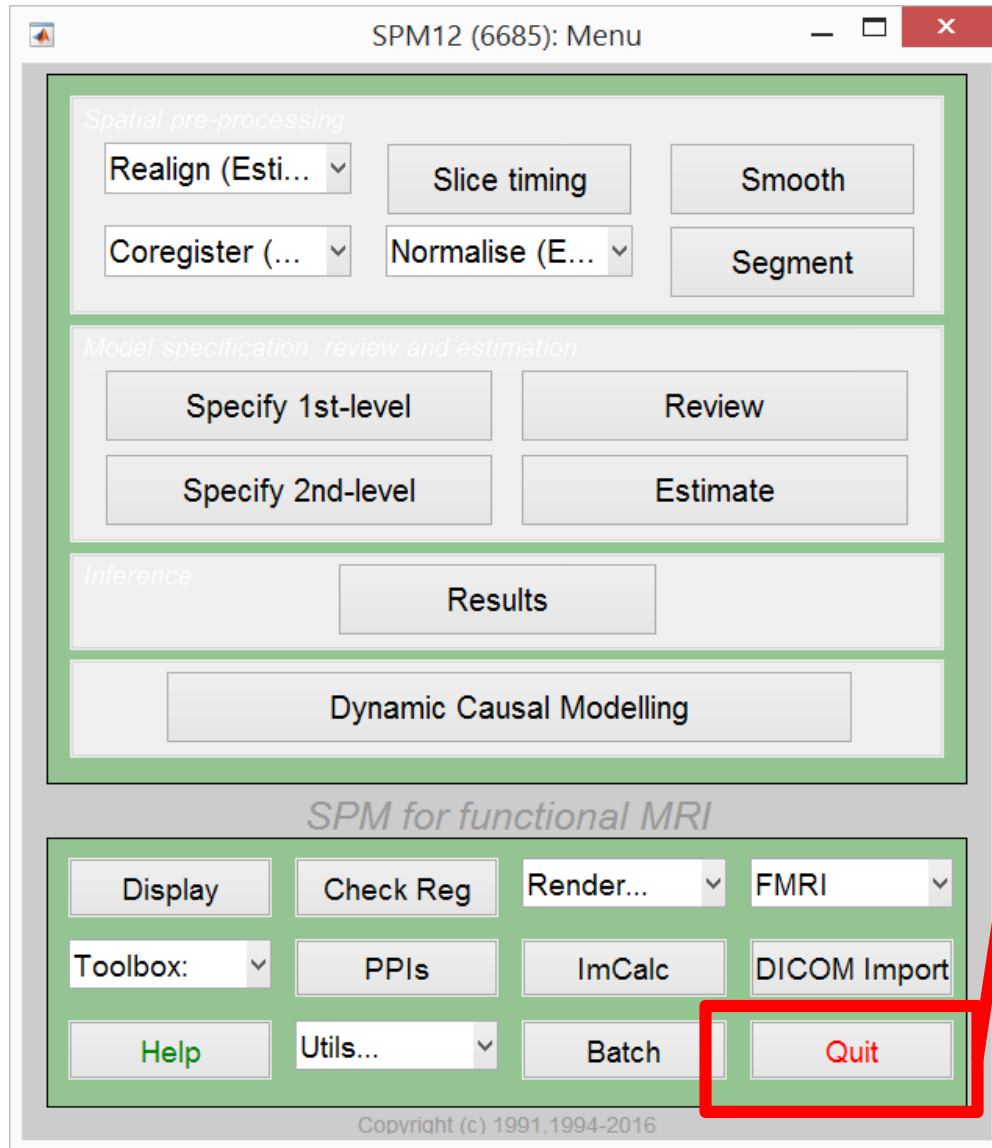 SPM12 (6685): Menu
Spatial pre-processing
Realign (Esti...
Slice timing
Smooth
Coregister (...
Normalise (E...
Segment
Model specification, review and estimation
Specify 1st-level
Review
Specify 2nd-level
Estimate
Inference
Results
Dynamic Causal Modelling
SPM for functional MRI
Display
Check Reg
Render...
FMRI
Toolbox:
PPIs
ImCalc
DICOM Import
Help
Utils...
Batch
Quit
Copyright (c) 1991,1994-2016